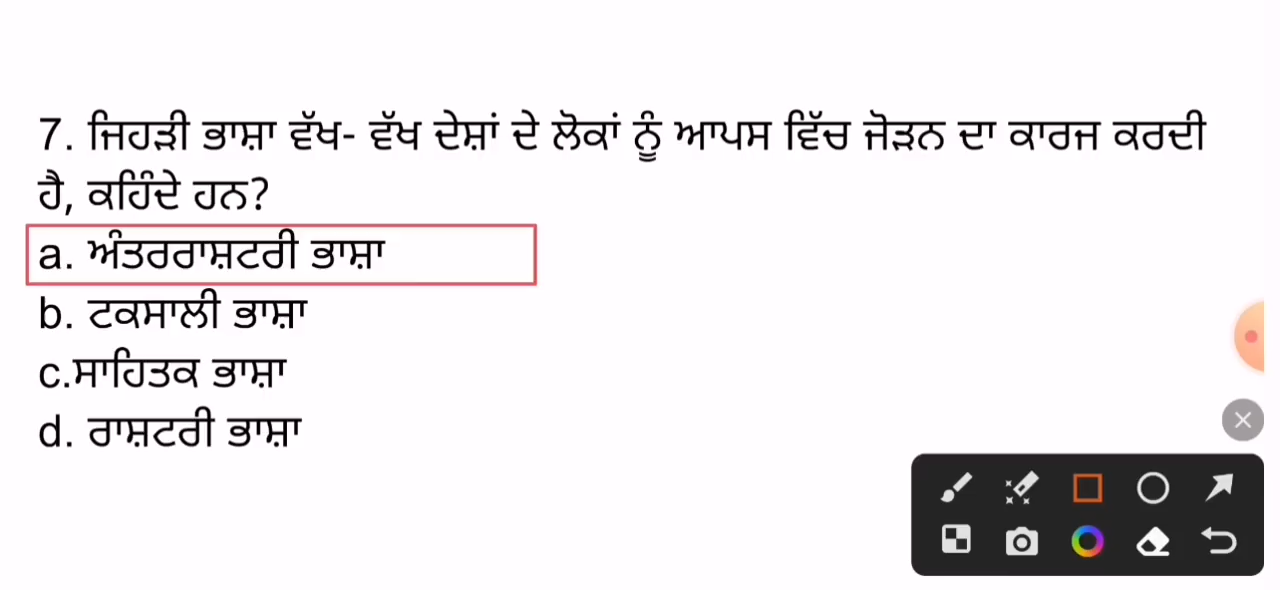 7. ਜਿਹੜੀ ਭਾਸ਼ਾ ਵੱਖ- ਵੱਖ ਦੇਸ਼ਾਂ ਦੇ ਲੋਕਾਂ ਨੂੰ ਆਪਸ ਵਿੱਚ ਜੋੜਨ ਦਾ ਕਾਰਜ ਕਰਦੀ
ਹੈ, ਕਹਿੰਦੇ ਹਨ?
a. ਅੰਤਰਰਾਸ਼ਟਰੀ ਭਾਸ਼ਾ
b. ਟਕਸਾਲੀ ਭਾਸ਼ਾ
c.ਸਾਹਿਤਕ ਭਾਸ਼ਾ
d. ਰਾਸ਼ਟਰੀ ਭਾਸ਼ਾ